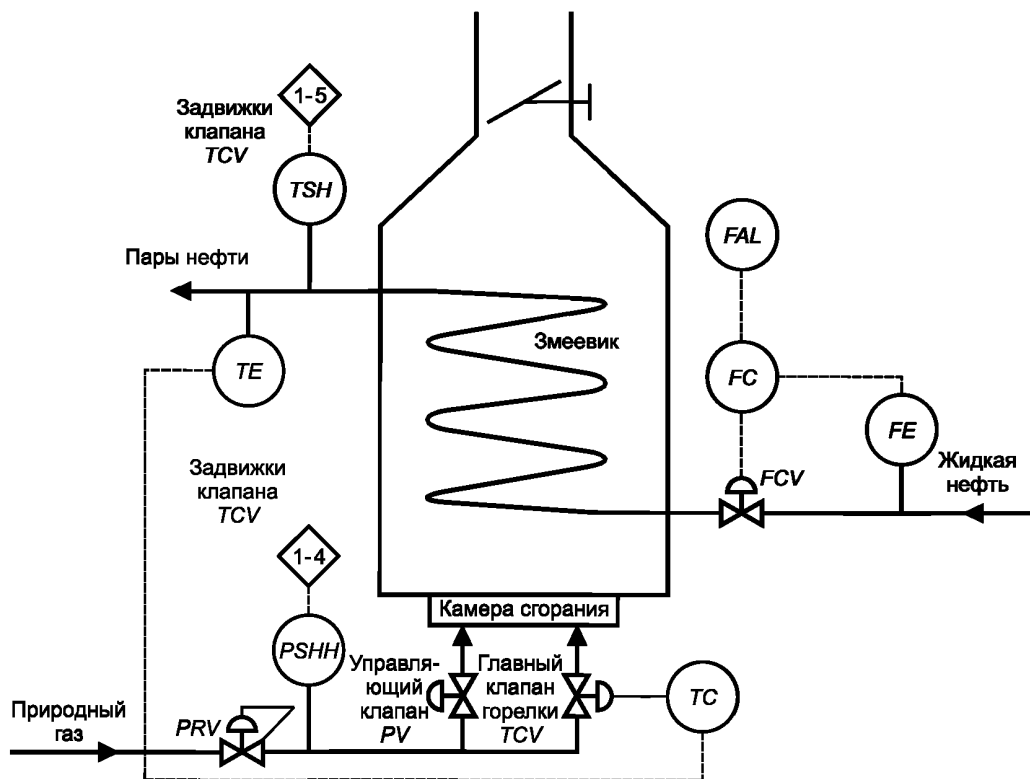 1-5
Задвижки
клапана
TCV
TSH
FAL
Пары нефти
Змеевик
TE
FC
FE
Задвижки
клапана
TCV
FCV
Жидкая
нефть
1-4
Камера сгорания
PSHH
Управля-
ющий
клапан
PV
Главный
клапан
горелки
TCV
TC
Природный
газ
PRV